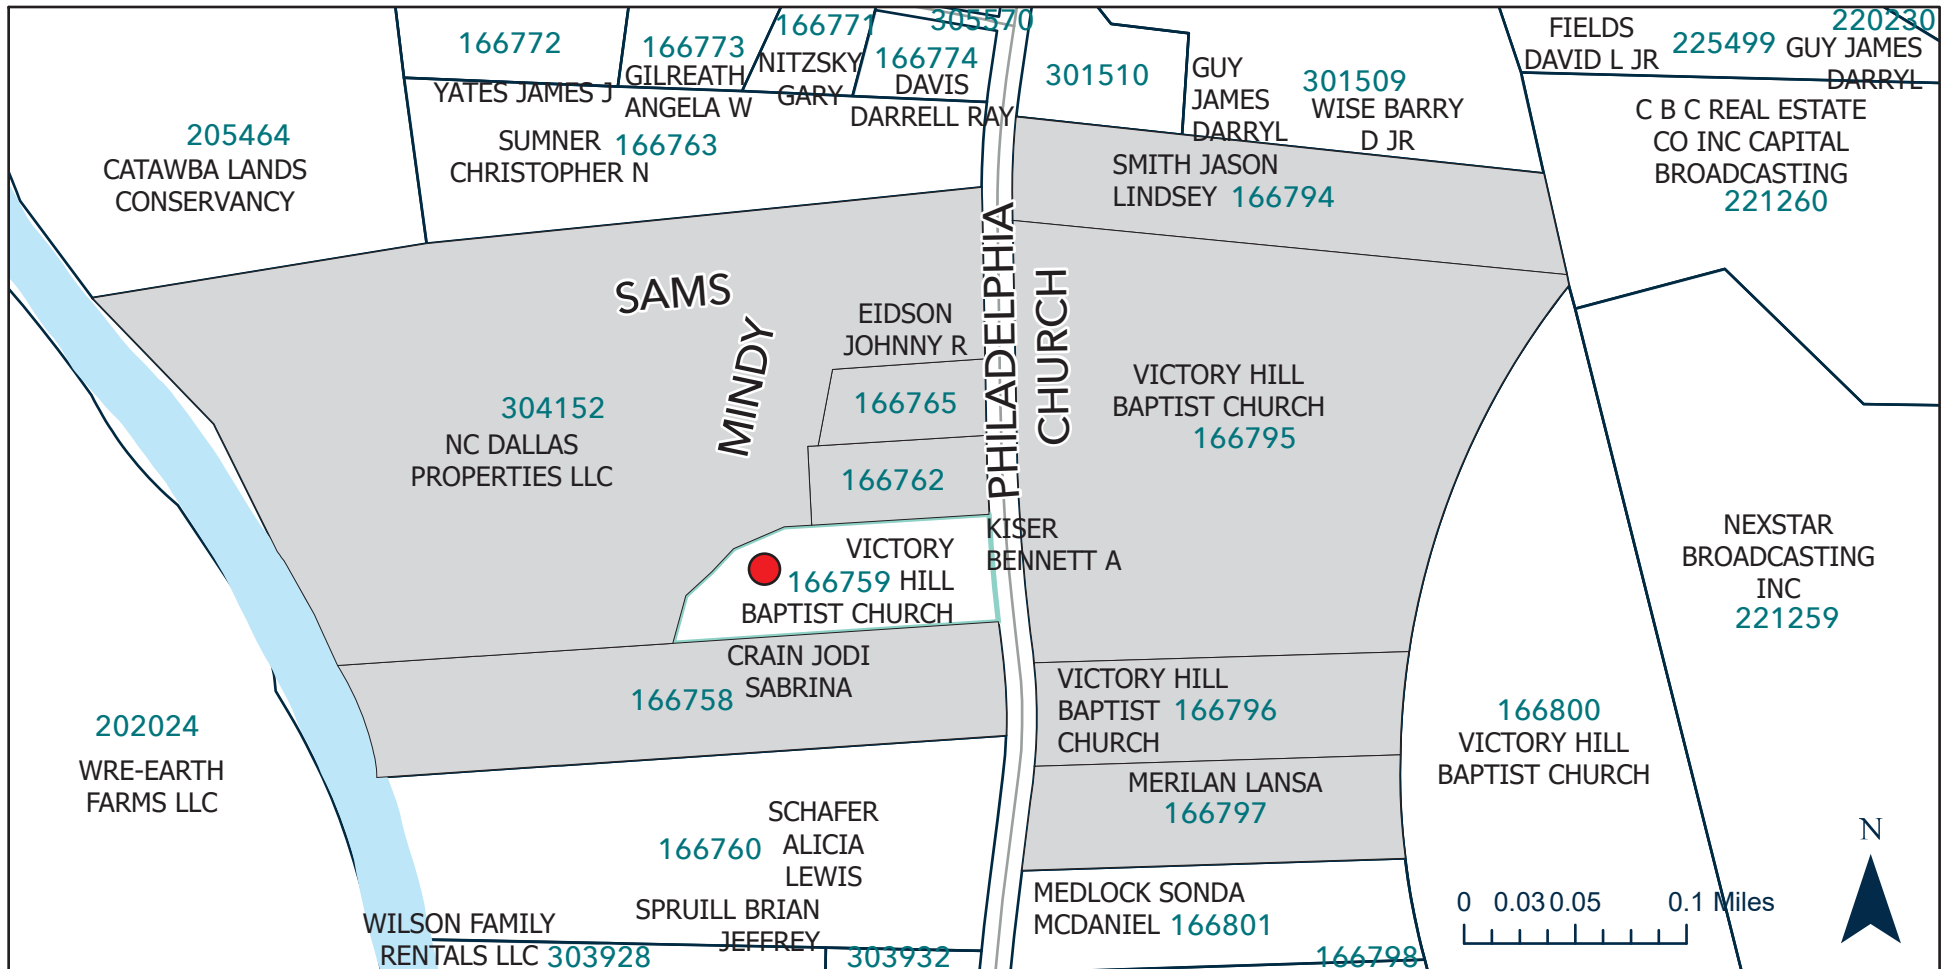 305570
220230
166771
FIELDS
DAVID L JR
225499
GUY JAMES
DARRYL
166772
166773
NITZSKY
GARY
166774
DAVIS
DARRELL RAY
YATES JAMES J
GILREATH
ANGELA W
301510
GUY
JAMES
DARRYL
301509
WISE BARRY
D JR
C B C REAL ESTATE
CO INC CAPITAL
BROADCASTING
221260
205464
CATAWBA LANDS
CONSERVANCY
SUMNER 166763
CHRISTOPHER N
SMITH JASON
LINDSEY 166794
SAMS
MINDY
PHILADELPHIA
CHURCH
EIDSON
JOHNNY R
166765
304152
NC DALLAS
PROPERTIES LLC
VICTORY HILL
BAPTIST CHURCH
166795
166762
KISER
BENNETT A
VICTORY
166759 HILL
BAPTIST CHURCH
NEXSTAR
BROADCASTING
INC
221259
CRAIN JODI
SABRINA
166758
VICTORY HILL
BAPTIST 166796
CHURCH
166800
VICTORY HILL
BAPTIST CHURCH
202024
WRE-EARTH
FARMS LLC
MERILAN LANSA
166797
SCHAFER
ALICIA
LEWIS
166760
MEDLOCK SONDA
MCDANIEL 166801
SPRUILL BRIAN
JEFFREY
WILSON FAMILY
RENTALS LLC 303928
303932
166798
N
0 0.03 0.05 0.1 Miles